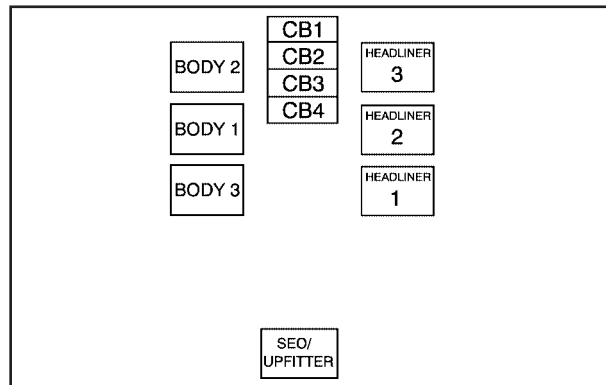 CB1
CB2
CB3
CB4
BODY 2
BODY 1
BODY 3
HEADLINER
3
HEADLINER
2
HEADLINER
1
SEO/
UPFITTER